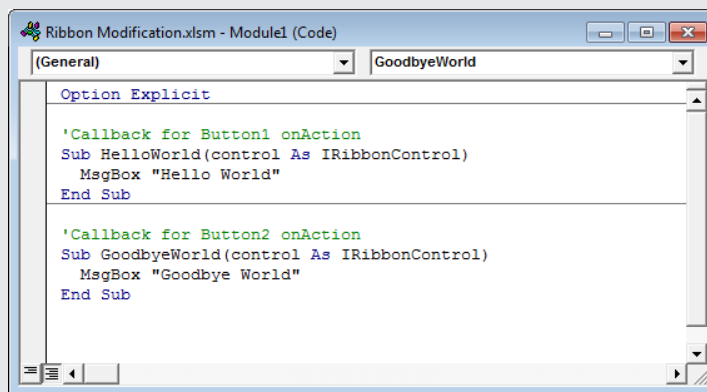 Ribbon Modification.xlsm - Module1 (Code)
(General) GoodbyeWorld
Option Explicit
'Callback for Button1 onAction
Sub HelloWorld(control As IRibbonControl)
  MsgBox "Hello World"
End Sub
'Callback for Button2 onAction
Sub GoodbyeWorld(control As IRibbonControl)
  MsgBox "Goodbye World"
End Sub